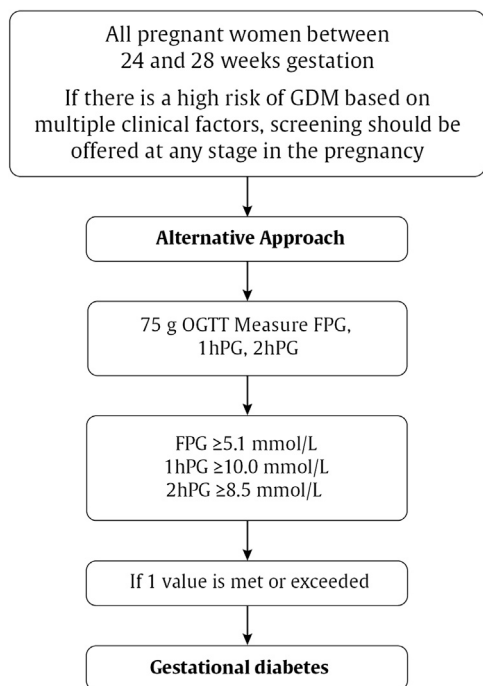 All pregnant women between
24 and 28 weeks gestation
If there is a high risk of GDM based on
multiple clinical factors, screening should be
offered at any stage in the pregnancy
Alternative Approach
75 g OGTT Measure FPG,
1hPG, 2hPG
FPG ≥5.1 mmol/L
1hPG ≥10.0 mmol/L
2hPG ≥8.5 mmol/L
If 1 value is met or exceeded
Gestational diabetes